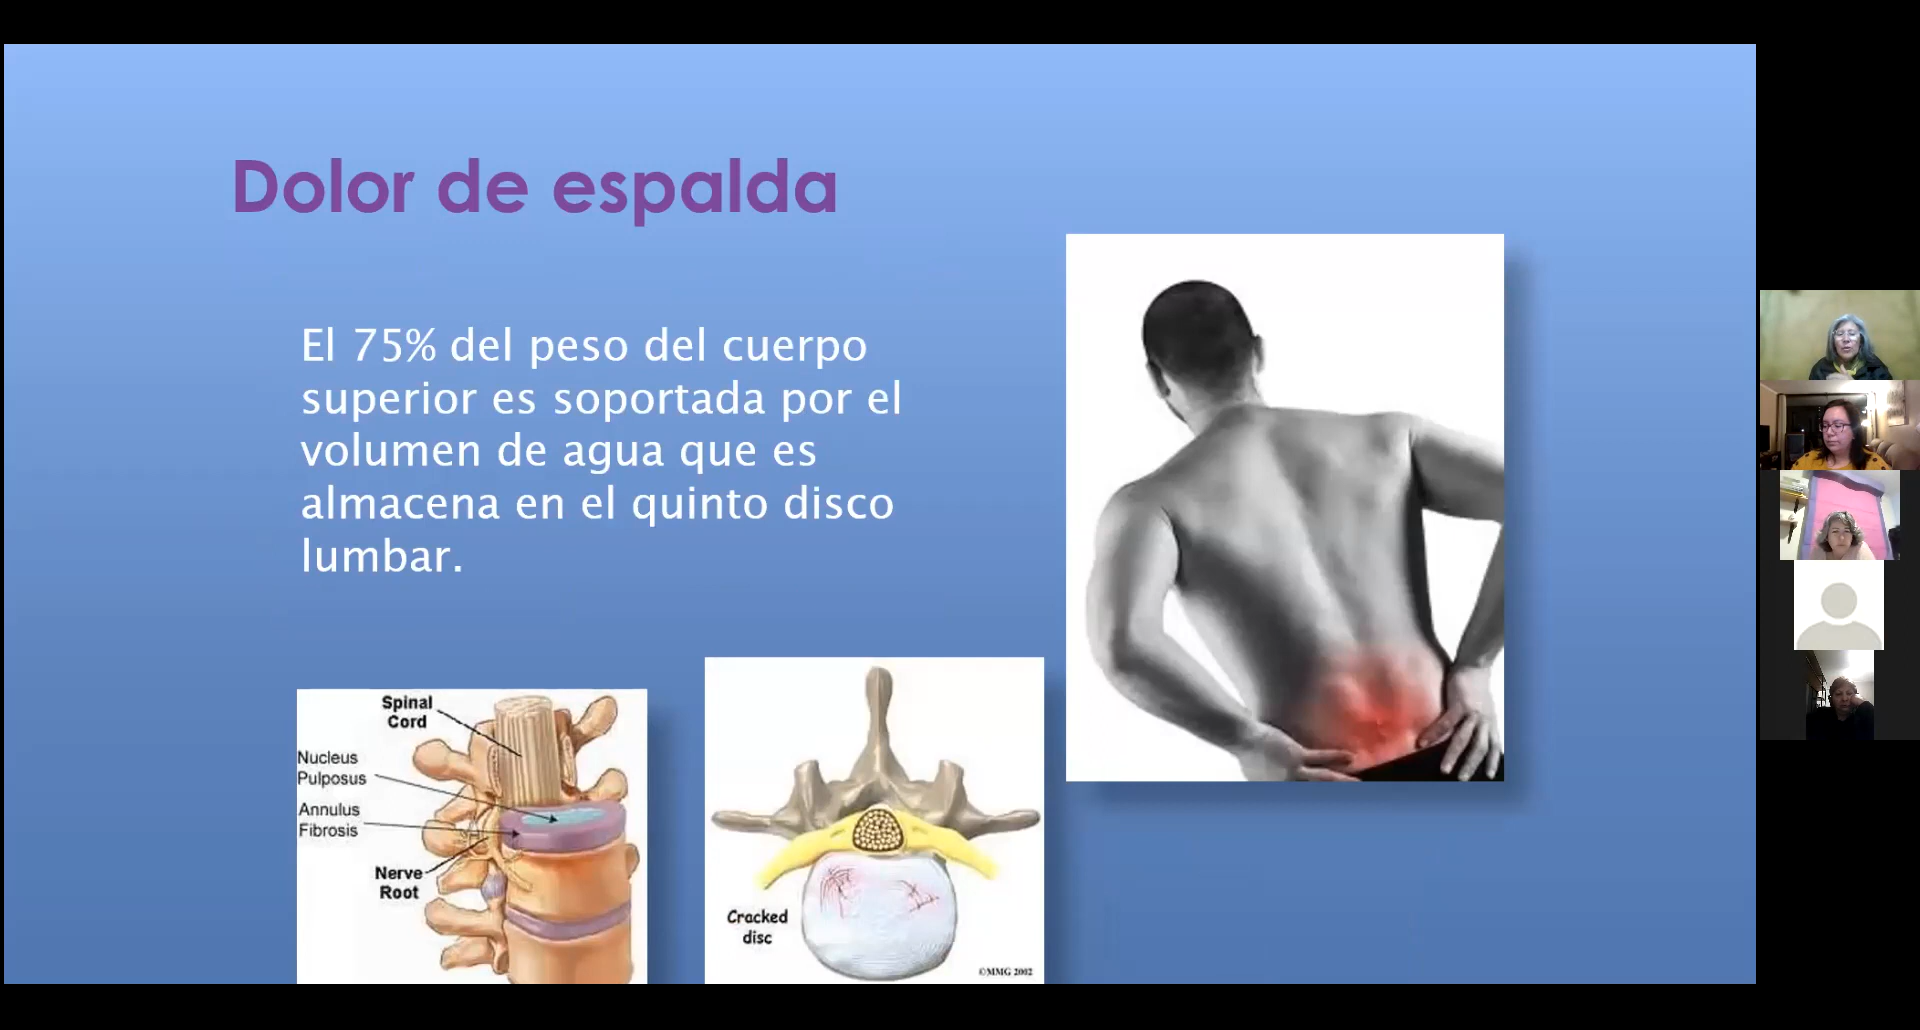 Dolor de espalda
El 75% del peso del cuerpo
superior es soportada por el
volumen de agua que es
almacena en el quinto disco
lumbar.
Spinal
Cord
Nucleus
Pulposus
Annulus
Fibrosis
Nerve
Root
Cracked
disc
©MMG 2002